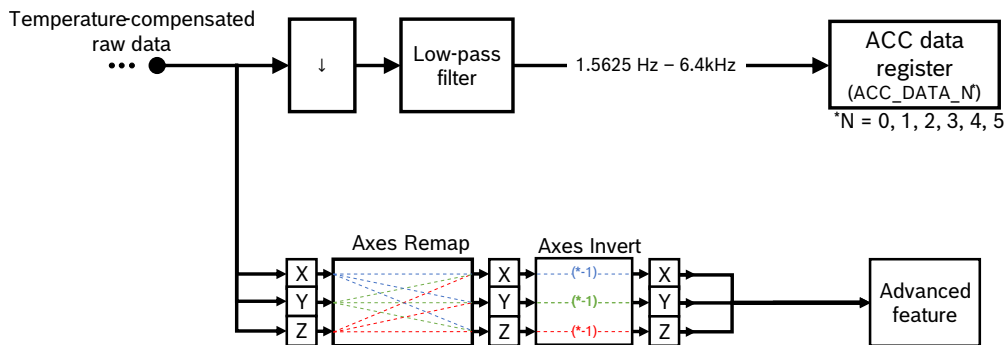 Temperature-compensated
raw data
•••
↓
Low-pass
filter
1.5625 Hz – 6.4kHz
ACC data
register
(ACC_DATA_N*)
*N = 0, 1, 2, 3, 4, 5
Axes Remap
Axes Invert
X
X
(*-1)
X
Y
Y
(*-1)
Y
Z
Z
(*-1)
Z
Advanced
feature